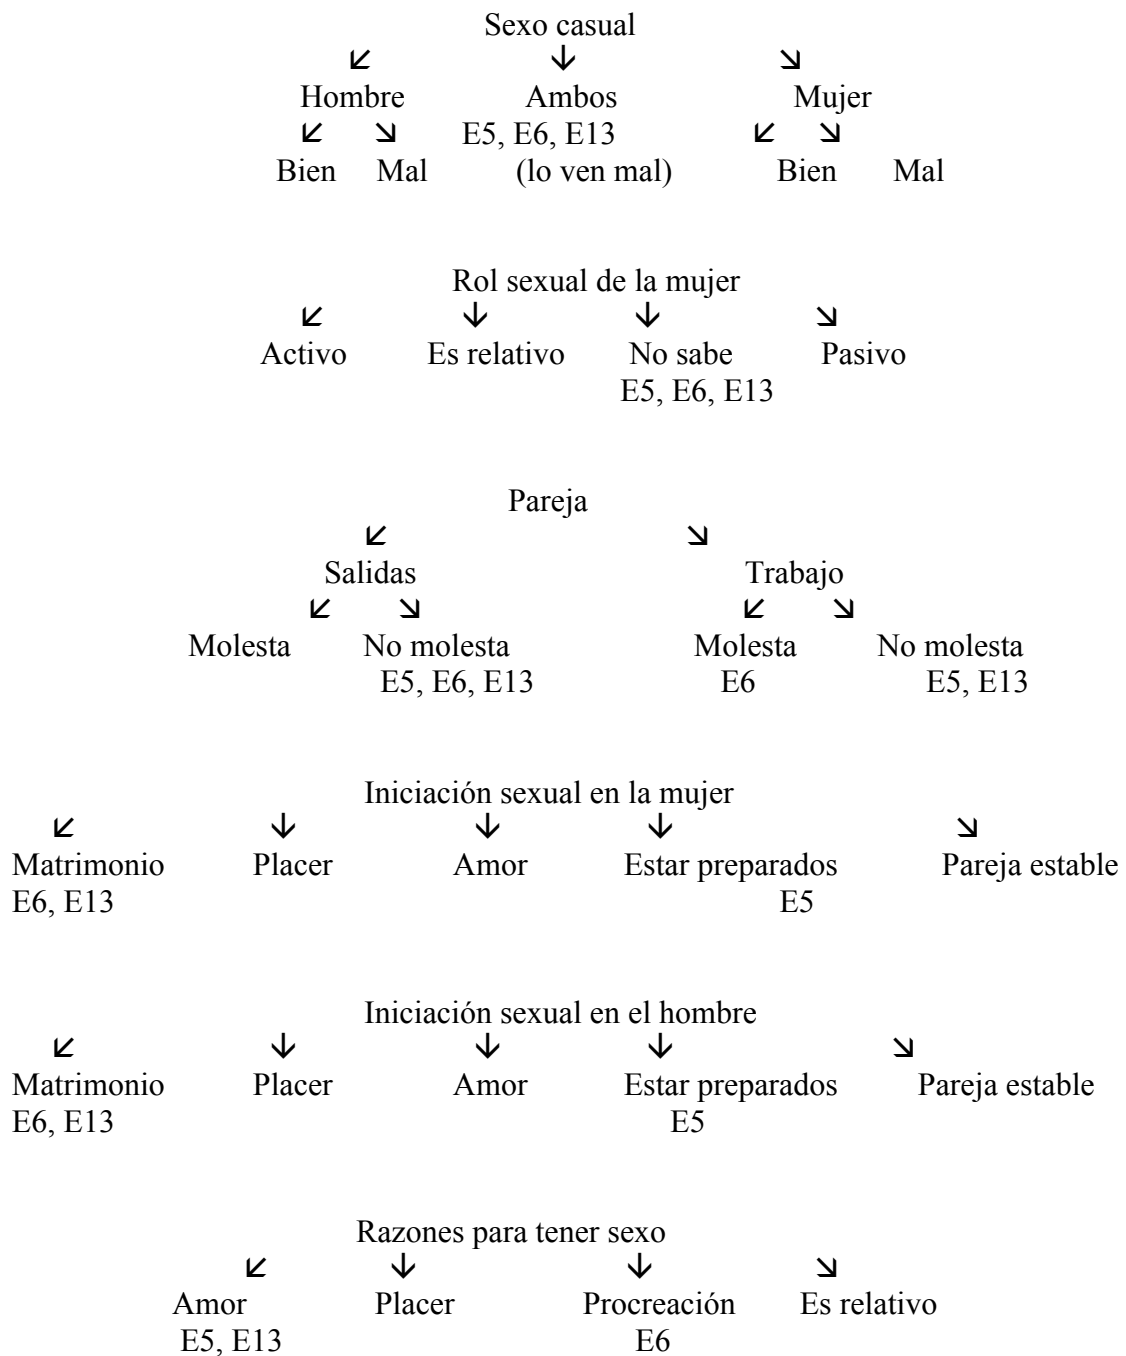 Sexo casual
↙ ↓ ↘
Hombre Ambos Mujer
↙ ↘ E5, E6, E13 ↙ ↘
Bien Mal (lo ven mal) Bien Mal
Rol sexual de la mujer
↙ ↓ ↓ ↘
Activo Es relativo No sabe Pasivo
E5, E6, E13
Pareja
↙ ↘
Salidas Trabajo
↙ ↘ ↙ ↘
Molesta No molesta Molesta No molesta
E5, E6, E13 E6 E5, E13
Iniciación sexual en la mujer
↙ ↓ ↓ ↓ ↘
Matrimonio Placer Amor Estar preparados Pareja estable
E6, E13 E5
Iniciación sexual en el hombre
↙ ↓ ↓ ↓ ↘
Matrimonio Placer Amor Estar preparados Pareja estable
E6, E13 E5
Razones para tener sexo
↙ ↓ ↓ ↘
Amor Placer Procreación Es relativo
E5, E13 E6